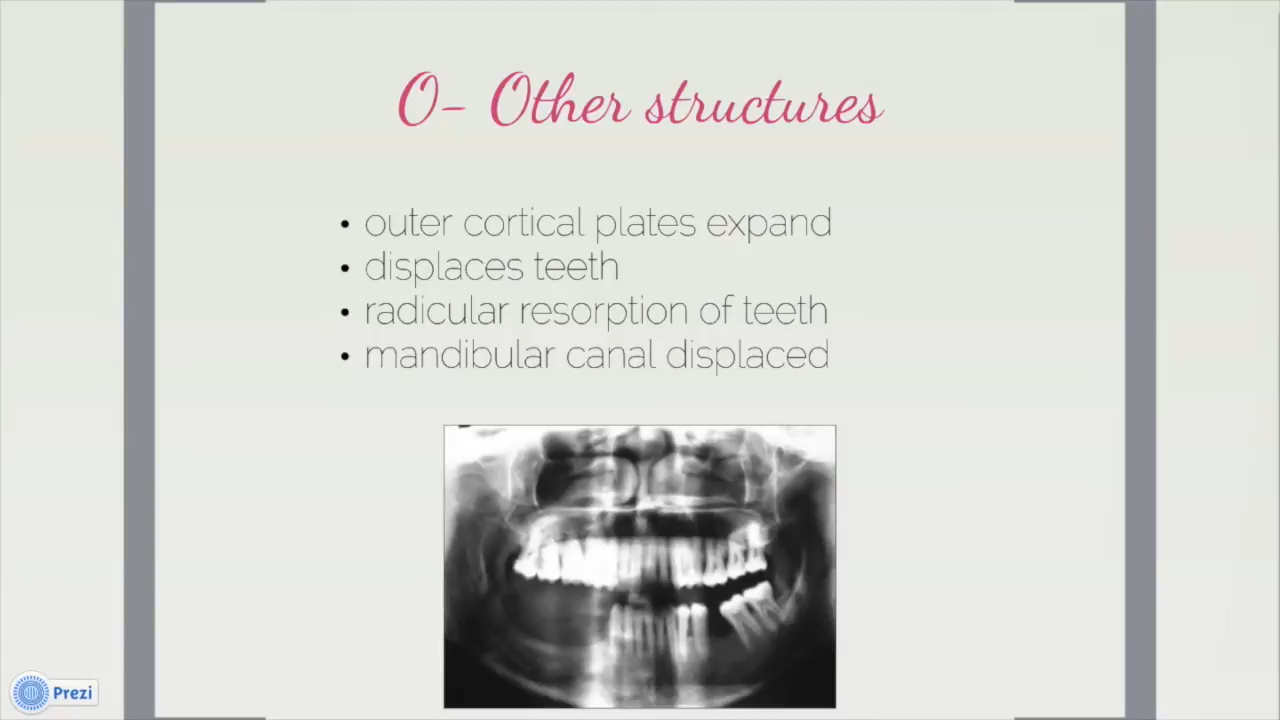 O- Other structures
• outer cortical plates expand
• displaces teeth
• radicular resorption of teeth
• mandibular canal displaced
Prezi